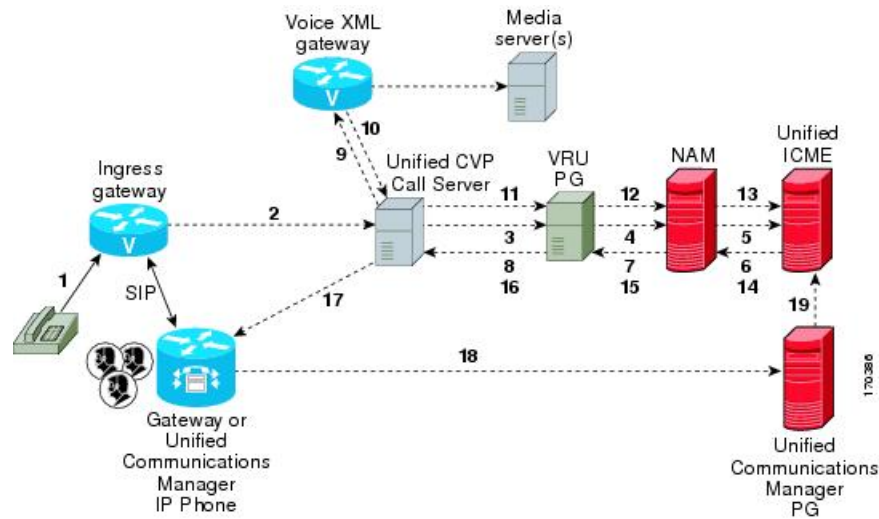 Voice XML
gateway
Media
server(s)
V
10
9
Ingress
gateway
Unified CVP
Call Server
VRU
PG
NAM
Unified
ICME
2
11
12
13
V
3
4
5
1
8
7
6
SIP
17
16
15
14
19
18
170386
Gateway or
Unified
Communications
Manager
IP Phone
Unified
Communications
Manager
PG